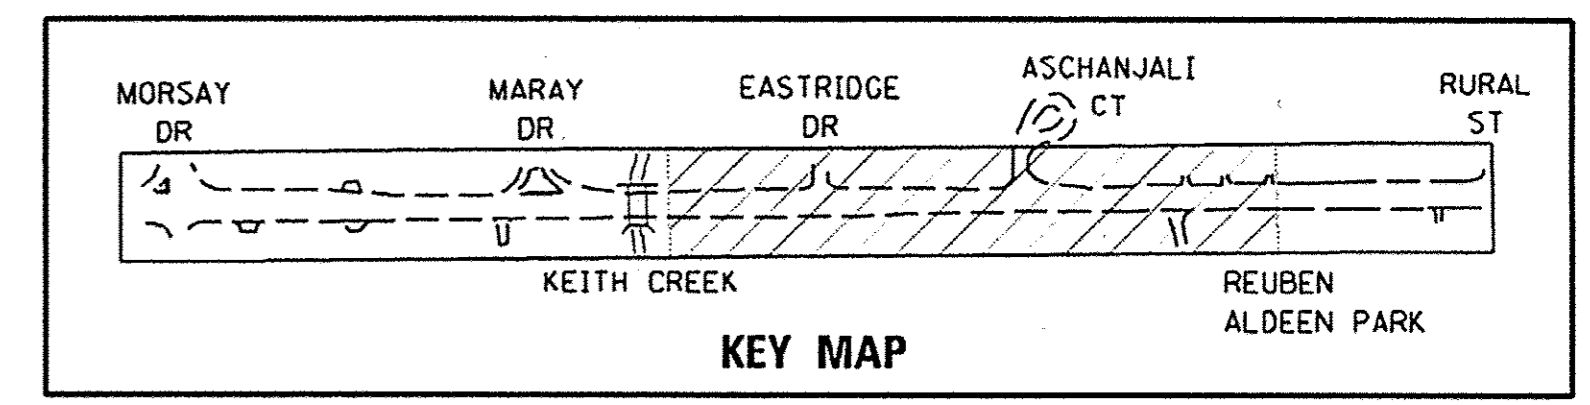 MORSAY
DR
MARAY
DR
EASTRIDGE
DR
ASCHANJALI
CT
RURAL
ST
KEITH CREEK
REUBEN
ALDEEN PARK
KEY MAP